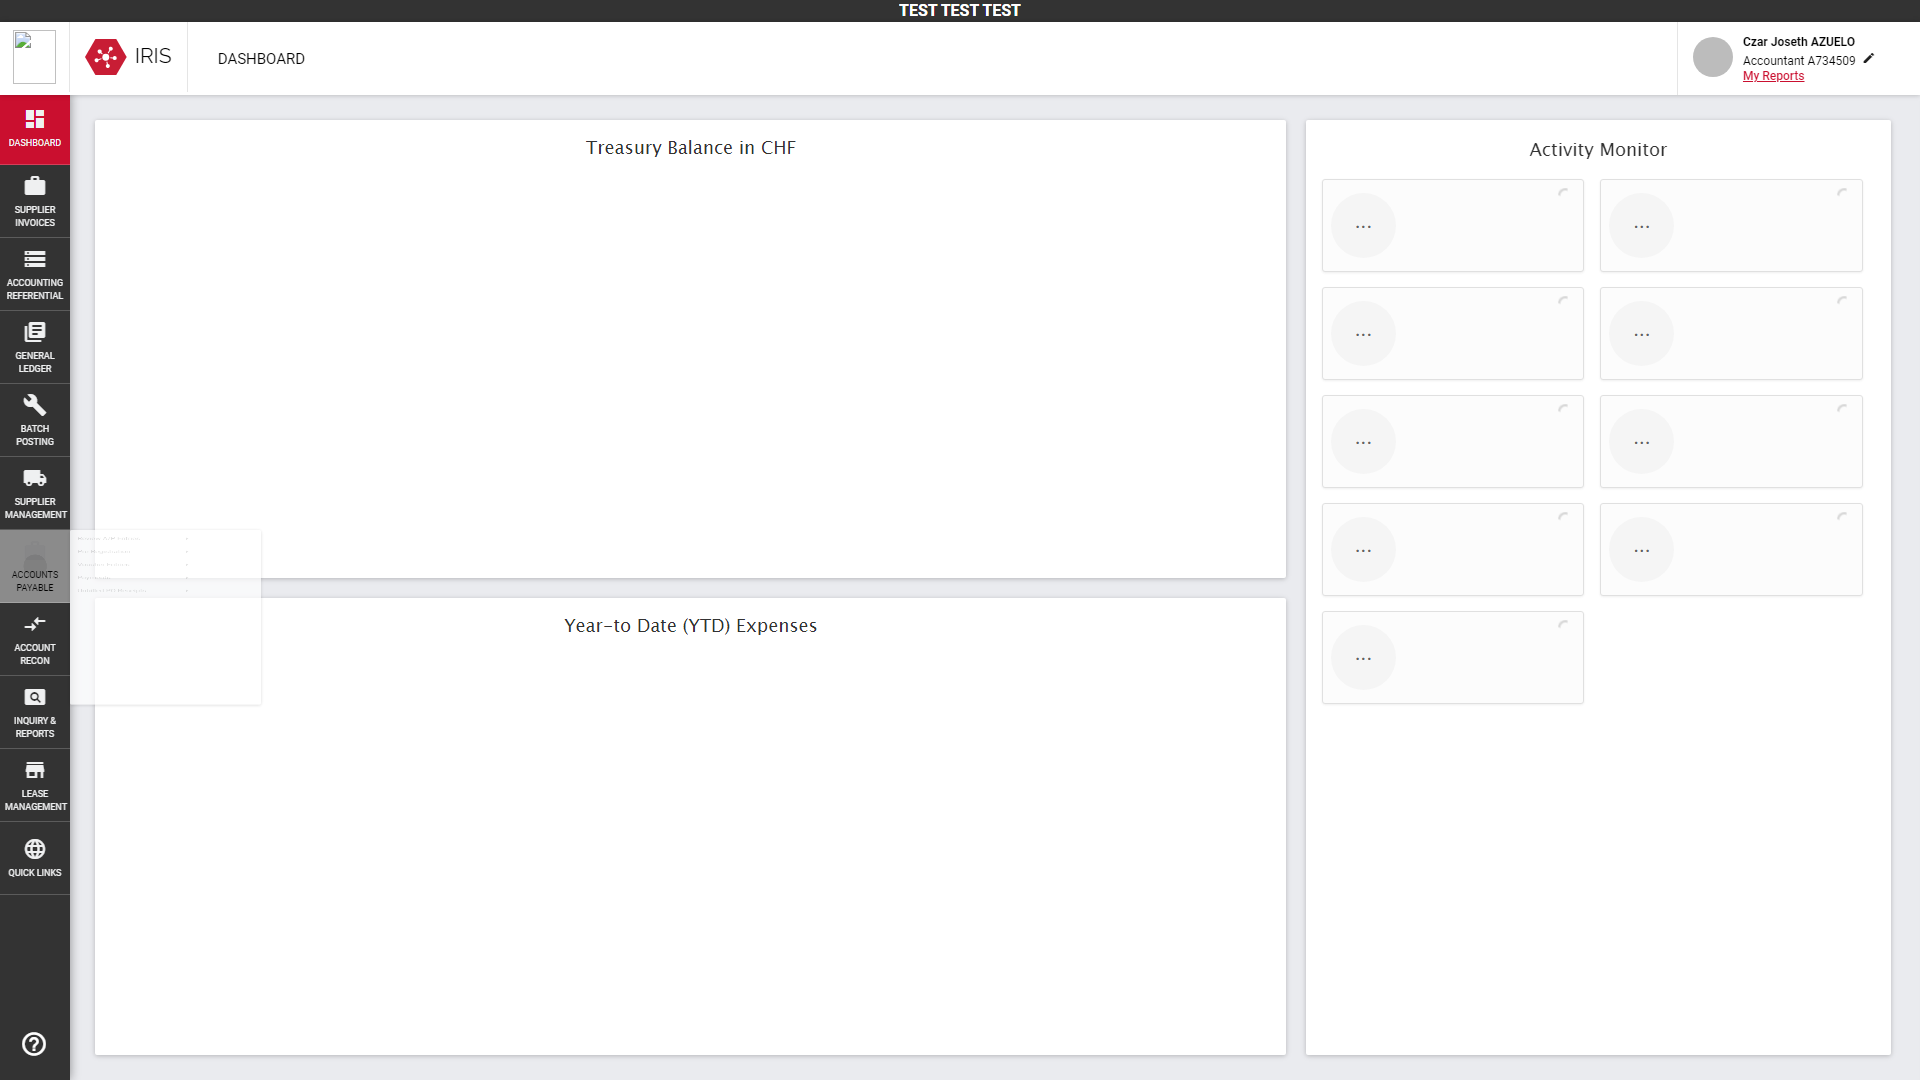 TEST TEST TEST
IRIS
DASHBOARD
Czar Joseth AZUELO
Accountant A734509
My Reports
DASHBOARD
SUPPLIER
INVOICES
ACCOUNTING
REFERENTIAL
GENERAL
LEDGER
BATCH
POSTING
SUPPLIER
MANAGEMENT
ACCOUNTS
PAYABLE
ACCOUNT
RECON
INQUIRY &
REPORTS
LEASE
MANAGEMENT
QUICK LINKS
Treasury Balance in CHF
Year-to Date (YTD) Expenses
Activity Monitor
...
...
...
...
...
...
...
...
...